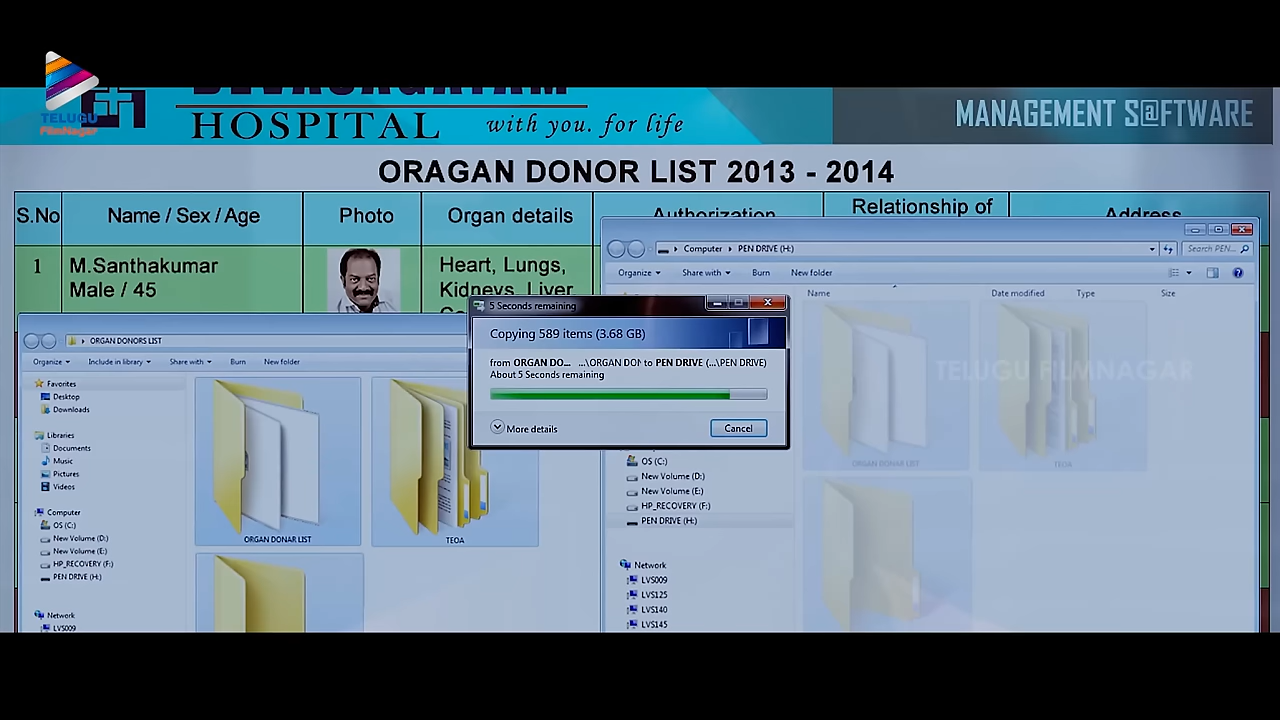 TELUGU
FilmNagar
HOSPITAL with you. for life
MANAGEMENT S@FTWARE
ORAGAN DONOR LIST 2013 - 2014
S.No Name / Sex / Age Photo Organ details Authorization Relationship of Address
1 M.Santhakumar
Male / 45
Heart, Lungs,
Kidneys, Liver
Computer PEN DRIVE (H:)
Search PEN...
Organize Share with Burn New folder
Name Date modified Type Size
ORGAN DONAR LIST
TEOA
TELUGU FILMNAGAR
OS (C:)
New Volume (D:)
New Volume (E:)
HP_RECOVERY (F:)
PEN DRIVE (H:)
Network
LVS009
LVS125
LVS140
LVS145
5 Seconds remaining
Copying 589 items (3.68 GB)
from ORGAN DO... ...\ORGAN DON to PEN DRIVE (...\PEN DRIVE)
About 5 Seconds remaining
More details
Cancel
ORGAN DONORS LIST
Organize Include in library Share with Burn New folder
Favorites
Desktop
Downloads
Libraries
Documents
Music
Pictures
Videos
Computer
OS (C:)
New Volume (D:)
New Volume (E:)
HP_RECOVERY (F:)
PEN DRIVE (H:)
Network
LVS009
ORGAN DONAR LIST
TEOA